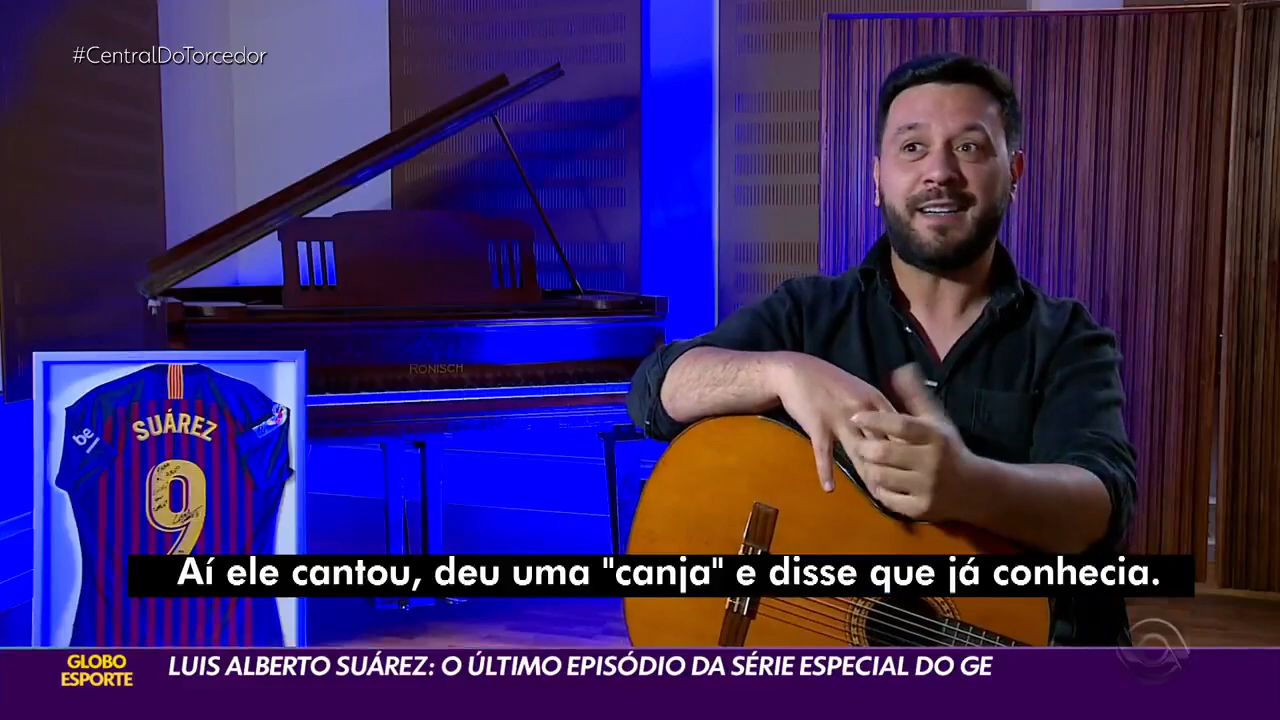 #CentralDoTorcedor
RONISCH
be
SUÁREZ
9
Aí ele cantou, deu uma "canja" e disse que já conhecia.
GLOBO
ESPORTE
LUIS ALBERTO SUÁREZ: O ÚLTIMO EPISÓDIO DA SÉRIE ESPECIAL DO GE